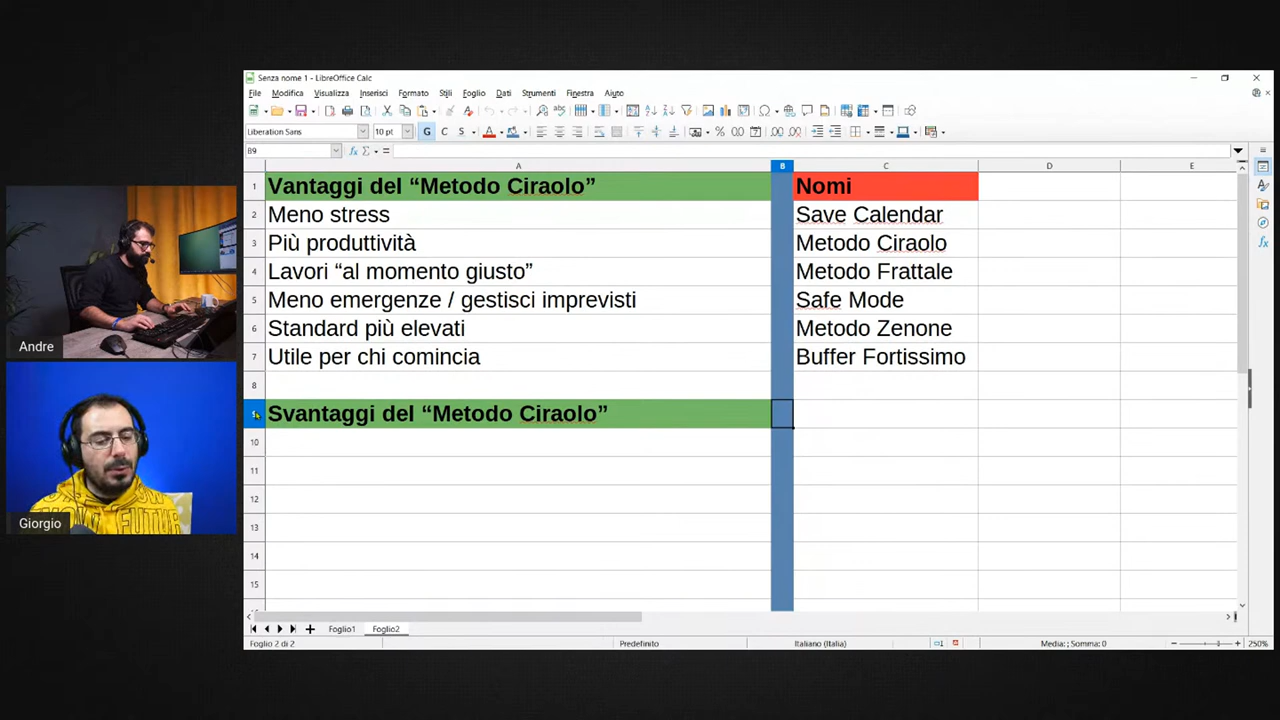 Senza nome 1 - LibreOffice Calc
File Modifica Visualizza Inserisci Formato Stili Foglio Dati Strumenti Finestra Aiuto
Liberation Sans 10 pt G C S
B9
A B C D E
1 Vantaggi del “Metodo Ciraolo” Nomi
2 Meno stress Save Calendar
3 Più produttività Metodo Ciraolo
4 Lavori “al momento giusto” Metodo Frattale
5 Meno emergenze / gestisci imprevisti Safe Mode
6 Standard più elevati Metodo Zenone
7 Utile per chi comincia Buffer Fortissimo
8
Svantaggi del “Metodo Ciraolo”
10
11
12
13
14
15
Foglio1 Foglio2
Foglio 2 di 2 Predefinito Italiano (Italia) Media: ; Somma: 0 250%
Andre
Giorgio